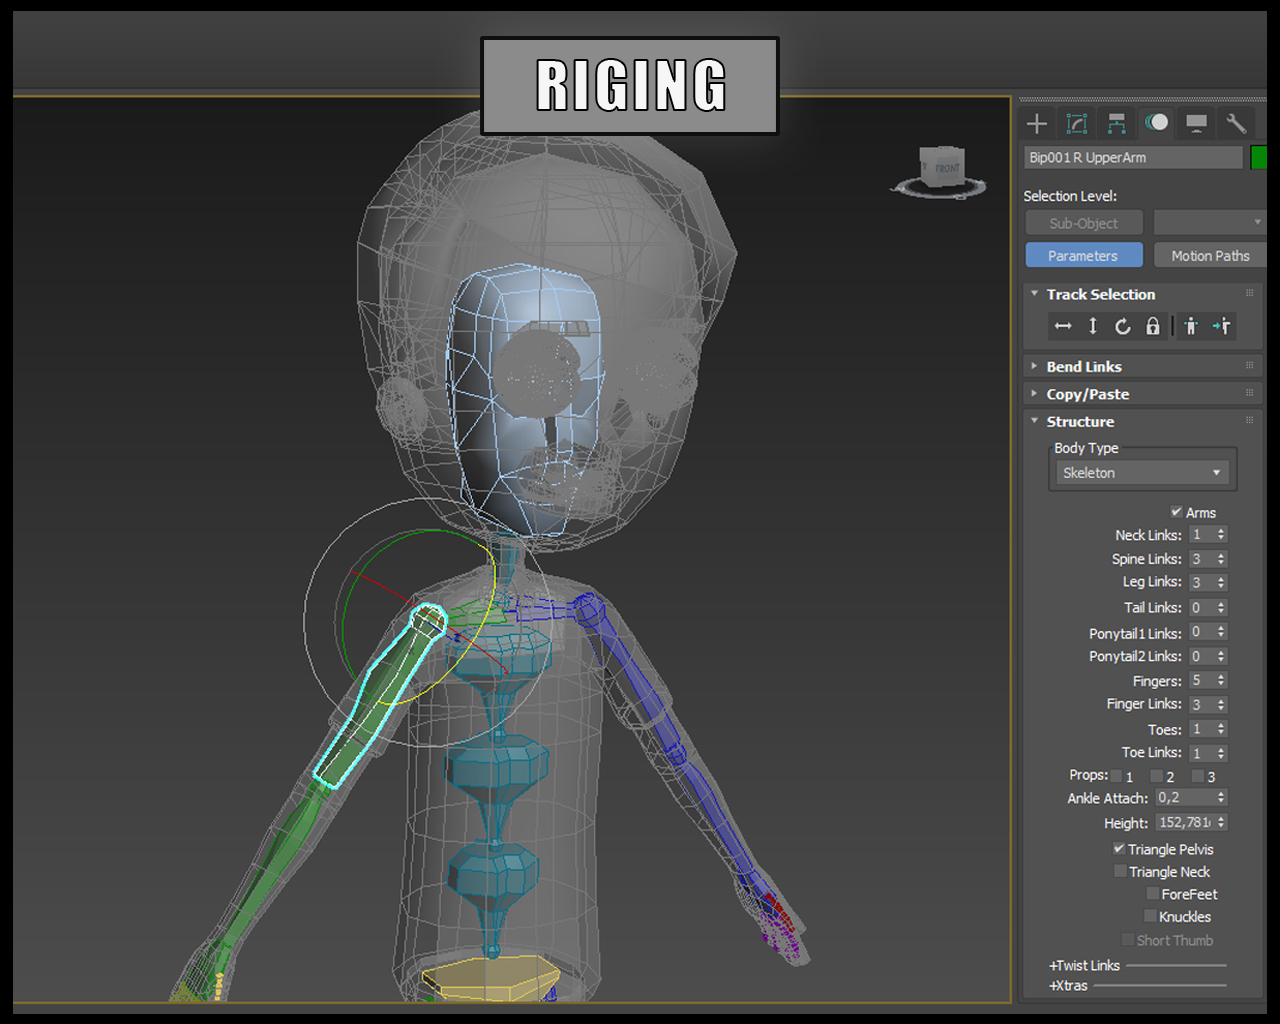 RIGING
FRONT
Bip001 R UpperArm
Selection Level:
Sub-Object
Parameters Motion Paths
Track Selection
Bend Links
Copy/Paste
Structure
Body Type
Skeleton
Arms
Neck Links: 1
Spine Links: 3
Leg Links: 3
Tail Links: 0
Ponytail1 Links: 0
Ponytail2 Links: 0
Fingers: 5
Finger Links: 3
Toes: 1
Toe Links: 1
Props: 1 2 3
Ankle Attach: 0,2
Height: 152,781
Triangle Pelvis
Triangle Neck
ForeFeet
Knuckles
Short Thumb
+Twist Links
+Xtras